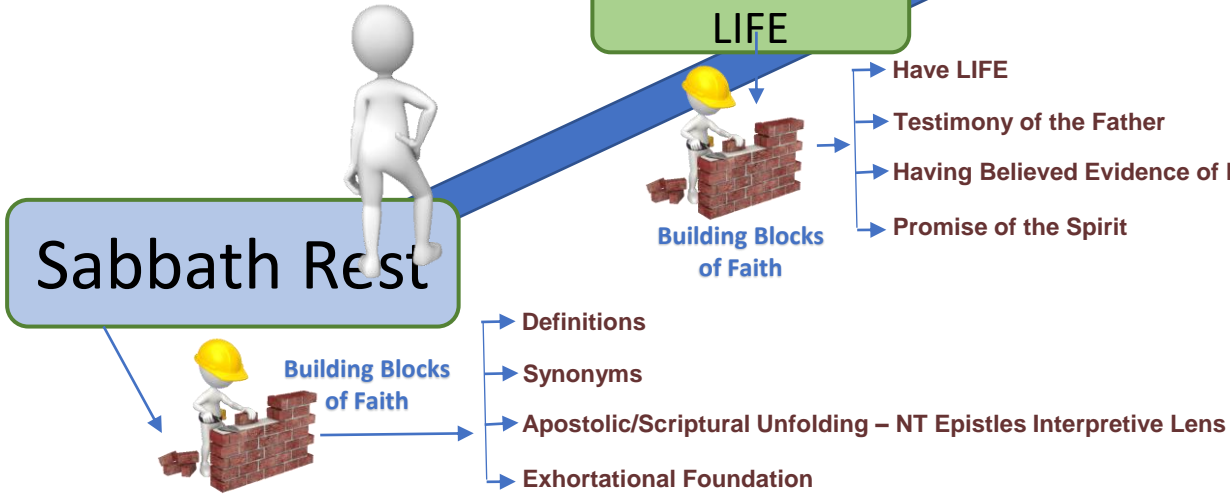 LIFE
Have LIFE
Testimony of the Father
Having Believed Evidence of
Promise of the Spirit
Building Blocks
of Faith
Sabbath Rest
Building Blocks
of Faith
Definitions
Synonyms
Apostolic/Scriptural Unfolding – NT Epistles Interpretive Lens
Exhortational Foundation